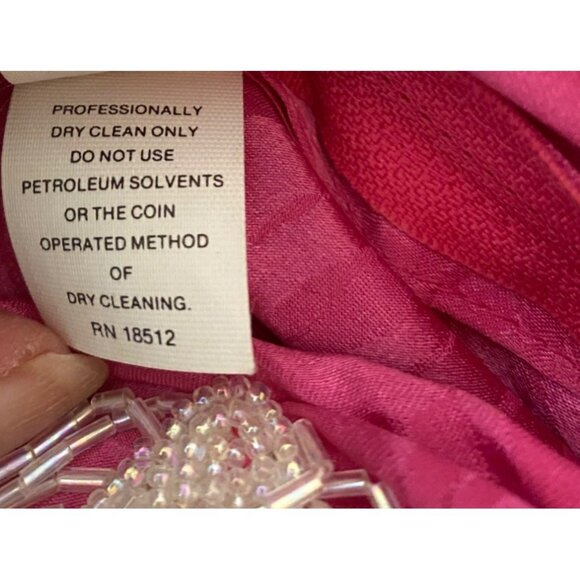 PROFESSIONALLY
DRY CLEAN ONLY
DO NOT USE
PETROLEUM SOLVENTS
OR THE COIN
OPERATED METHOD
OF
DRY CLEANING.
RN 18512